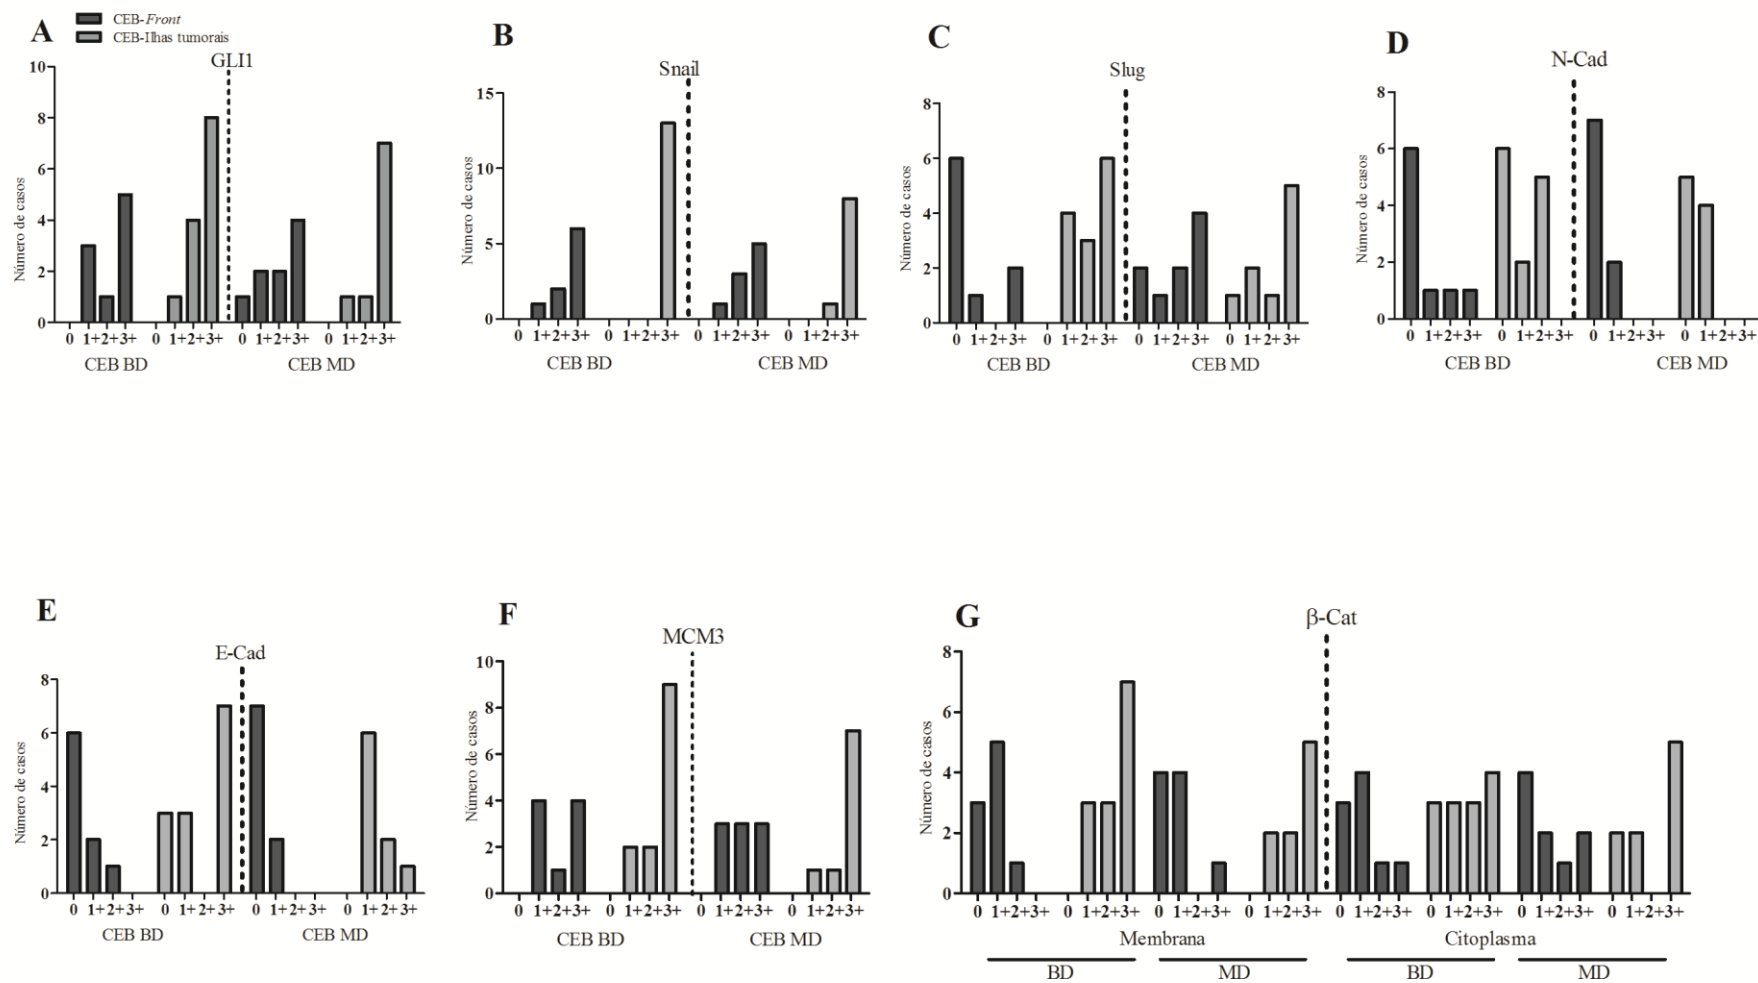 CEB-Front
CEB-Ilhas tumorais
A
GLI1
Número de casos
10
8
6
4
2
0
0 1+2+3+ 0 1+2+3+ 0 1+2+3+ 0 1+2+3+
CEB BD CEB MD
B
Snail
Número de casos
15
10
5
0
0 1+2+3+ 0 1+2+3+ 0 1+2+3+ 0 1+2+3+
CEB BD CEB MD
C
Slug
Número de casos
8
6
4
2
0
0 1+2+3+ 0 1+2+3+ 0 1+2+3+ 0 1+2+3+
CEB BD CEB MD
D
N-Cad
Número de casos
8
6
4
2
0
0 1+2+3+ 0 1+2+3+ 0 1+2+3+ 0 1+2+3+
CEB BD CEB MD
E
E-Cad
Número de casos
8
6
4
2
0
0 1+2+3+ 0 1+2+3+ 0 1+2+3+ 0 1+2+3+
CEB BD CEB MD
F
MCM3
Número de casos
10
8
6
4
2
0
0 1+2+3+ 0 1+2+3+ 0 1+2+3+ 0 1+2+3+
CEB BD CEB MD
G
β-Cat
Número de casos
8
6
4
2
0
0 1+2+3+ 0 1+2+3+ 0 1+2+3+ 0 1+2+3+ 0 1+2+3+ 0 1+2+3+ 0 1+2+3+ 0 1+2+3+
Membrana Citoplasma
BD MD BD MD